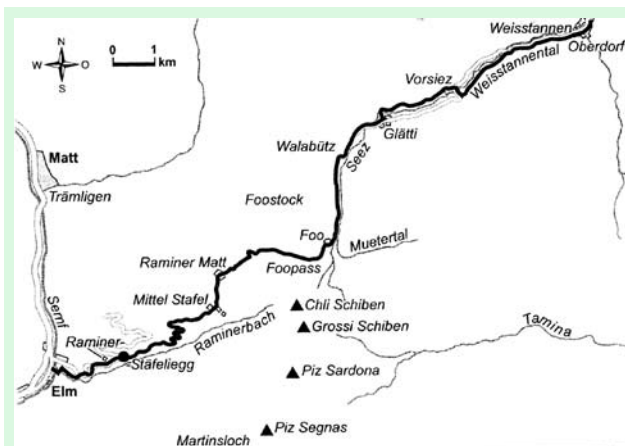 Weisstannen
Oberdorf
N
W O
S
0 1
km
Weisstannental
Vorsiez
Glätti
Walabütz
Seez
Matt
Trämligen
Foostock
Foo
Muetertal
Raminer Matt
Foopass
Mittel Stafel
Chli Schiben
Grossi Schiben
Sernf
Raminerbach
Tamina
Raminer-
Stäfeliegg
Piz Sardona
Elm
Piz Segnas
Martinsloch